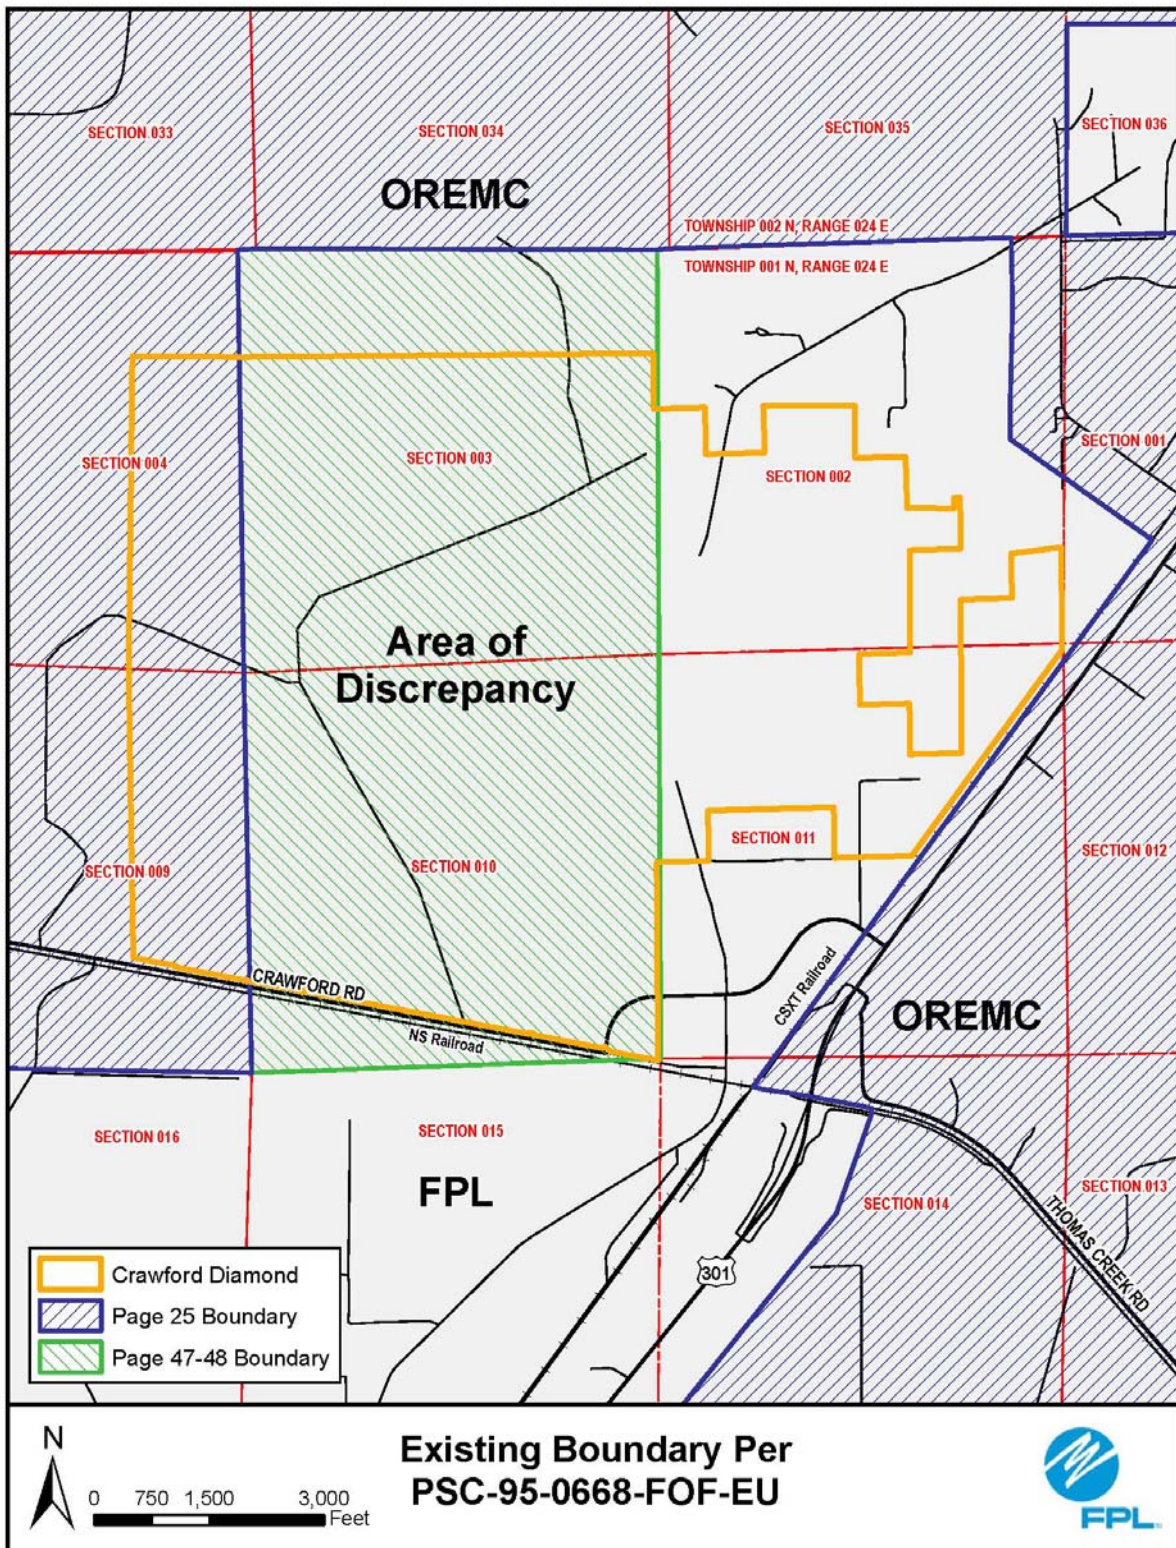 SECTION 033
SECTION 034
SECTION 035
SECTION 036
OREMC
TOWNSHIP 002 N, RANGE 024 E
TOWNSHIP 001 N, RANGE 024 E
SECTION 004
SECTION 003
SECTION 002
SECTION 001
Area of
Discrepancy
SECTION 009
SECTION 010
SECTION 011
SECTION 012
CRAWFORD RD
NS Railroad
CSXT Railroad
OREMC
SECTION 016
SECTION 015
SECTION 014
SECTION 013
FPL
THOMAS CREEK RD
301
Crawford Diamond
Page 25 Boundary
Page 47-48 Boundary
N
0 750 1,500 3,000
Feet
Existing Boundary Per
PSC-95-0668-FOF-EU
FPL